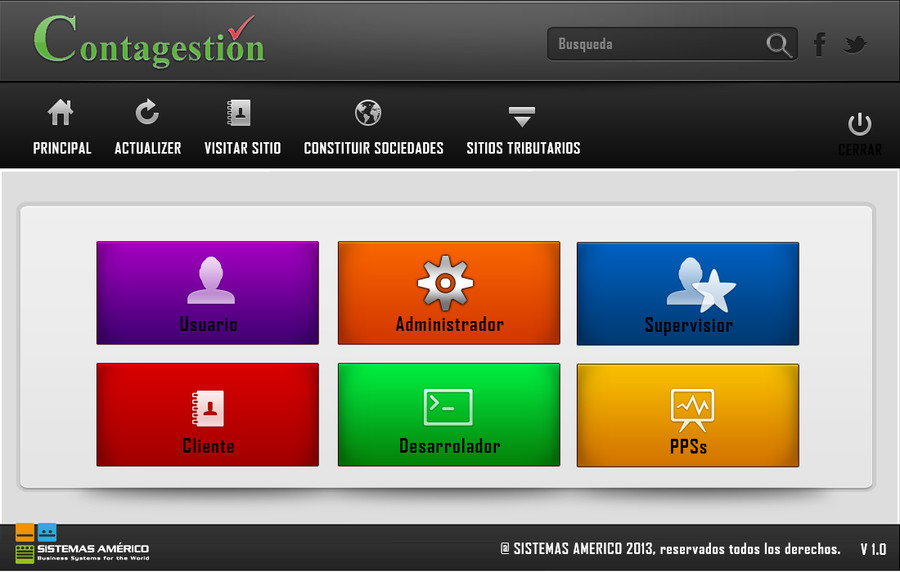 Contagestion
Busqueda
PRINCIPAL ACTUALIZER VISITAR SITIO CONSTITUIR SOCIEDADES SITIOS TRIBUTARIOS CERRAR
Usuario Administrador Supervisior
Cliente Desarrolador PPSs
SISTEMAS AMÉRICO
Business Systems for the World
@ SISTEMAS AMERICO 2013, reservados todos los derechos. V 1.0